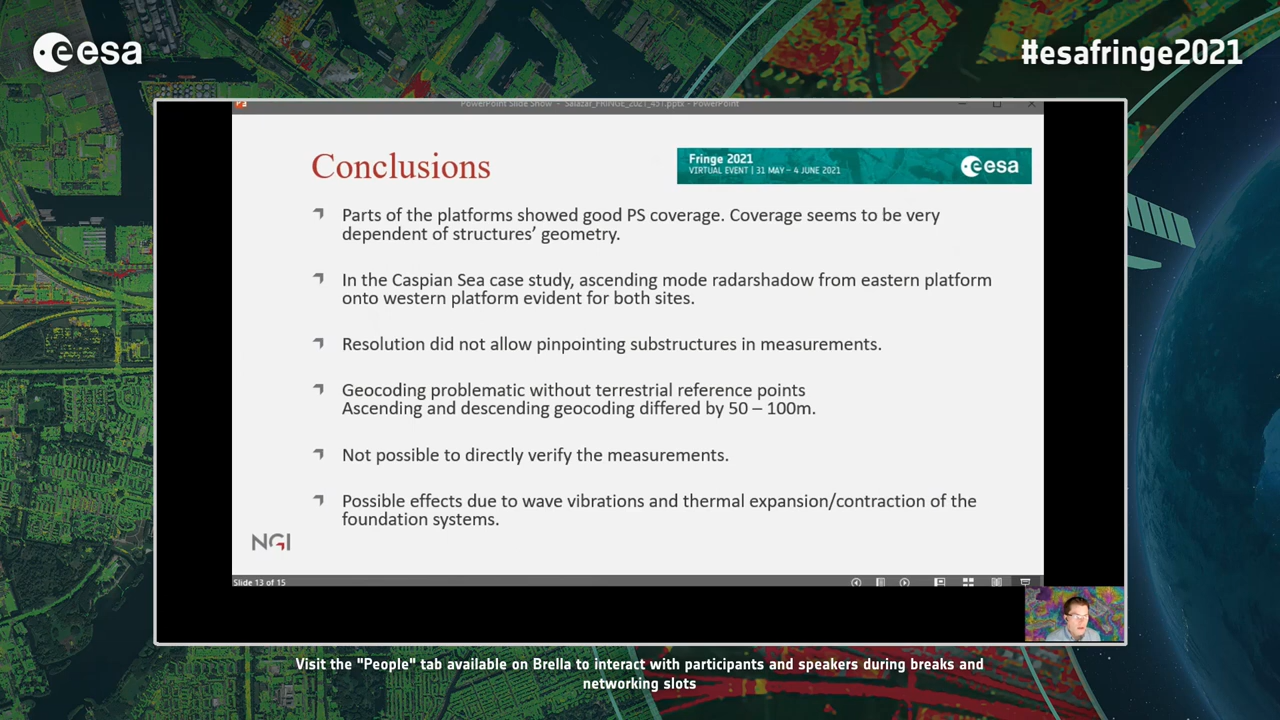 esa
#esafringe2021
PowerPoint Slide Show - Salazar_FRINGE_2021_457.pptx - PowerPoint
Conclusions
Fringe 2021
VIRTUAL EVENT | 31 MAY – 4 JUNE 2021
esa
Parts of the platforms showed good PS coverage. Coverage seems to be very
dependent of structures’ geometry.
In the Caspian Sea case study, ascending mode radarshadow from eastern platform
onto western platform evident for both sites.
Resolution did not allow pinpointing substructures in measurements.
Geocoding problematic without terrestrial reference points
Ascending and descending geocoding differed by 50 – 100m.
Not possible to directly verify the measurements.
Possible effects due to wave vibrations and thermal expansion/contraction of the
foundation systems.
NGI
Slide 13 of 15
Visit the "People" tab available on Brella to interact with participants and speakers during breaks and
networking slots